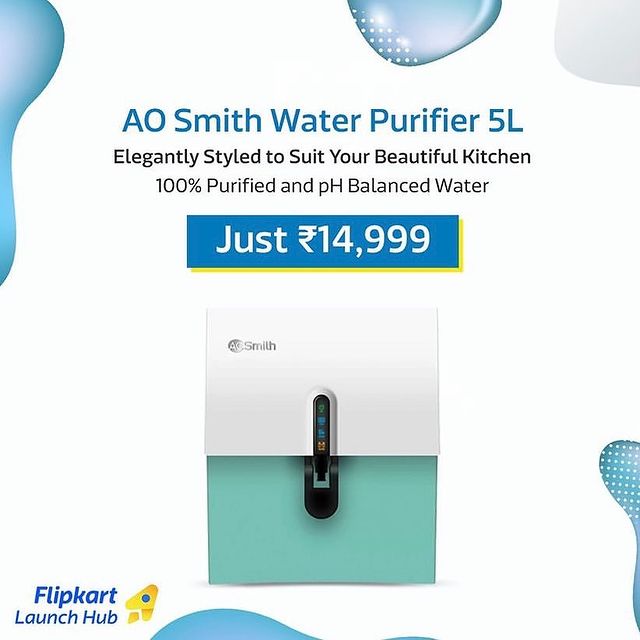 AO Smith Water Purifier 5L
Elegantly Styled to Suit Your Beautiful Kitchen
100% Purified and pH Balanced Water
Just ₹14,999
AO Smith
Flipkart
Launch Hub